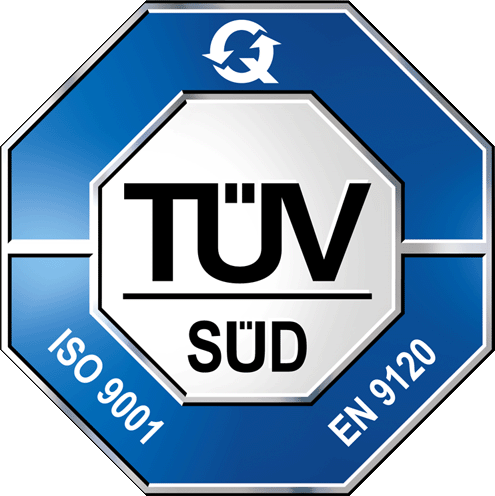 Q
TÜV
SÜD
ISO 9001
EN 9120